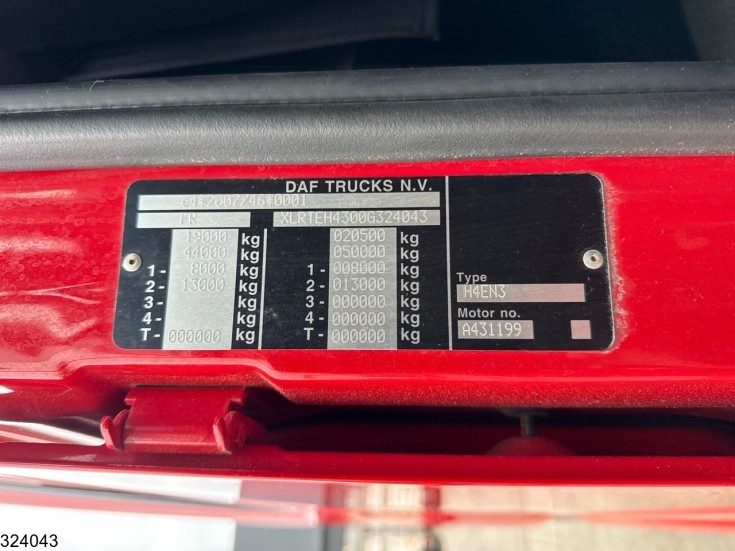 DAF TRUCKS N.V.
e9*2007/46*0001
FR XLRTEH4300G324043
19000 kg 020500 kg
44000 kg 050000 kg
1- 8000 kg 1- 008000 kg
2- 13000 kg 2- 013000 kg
3- kg 3- 000000 kg
4- kg 4- 000000 kg
T- 000000 kg T- 000000 kg
Type
H4EN3
Motor no.
A431199
324043